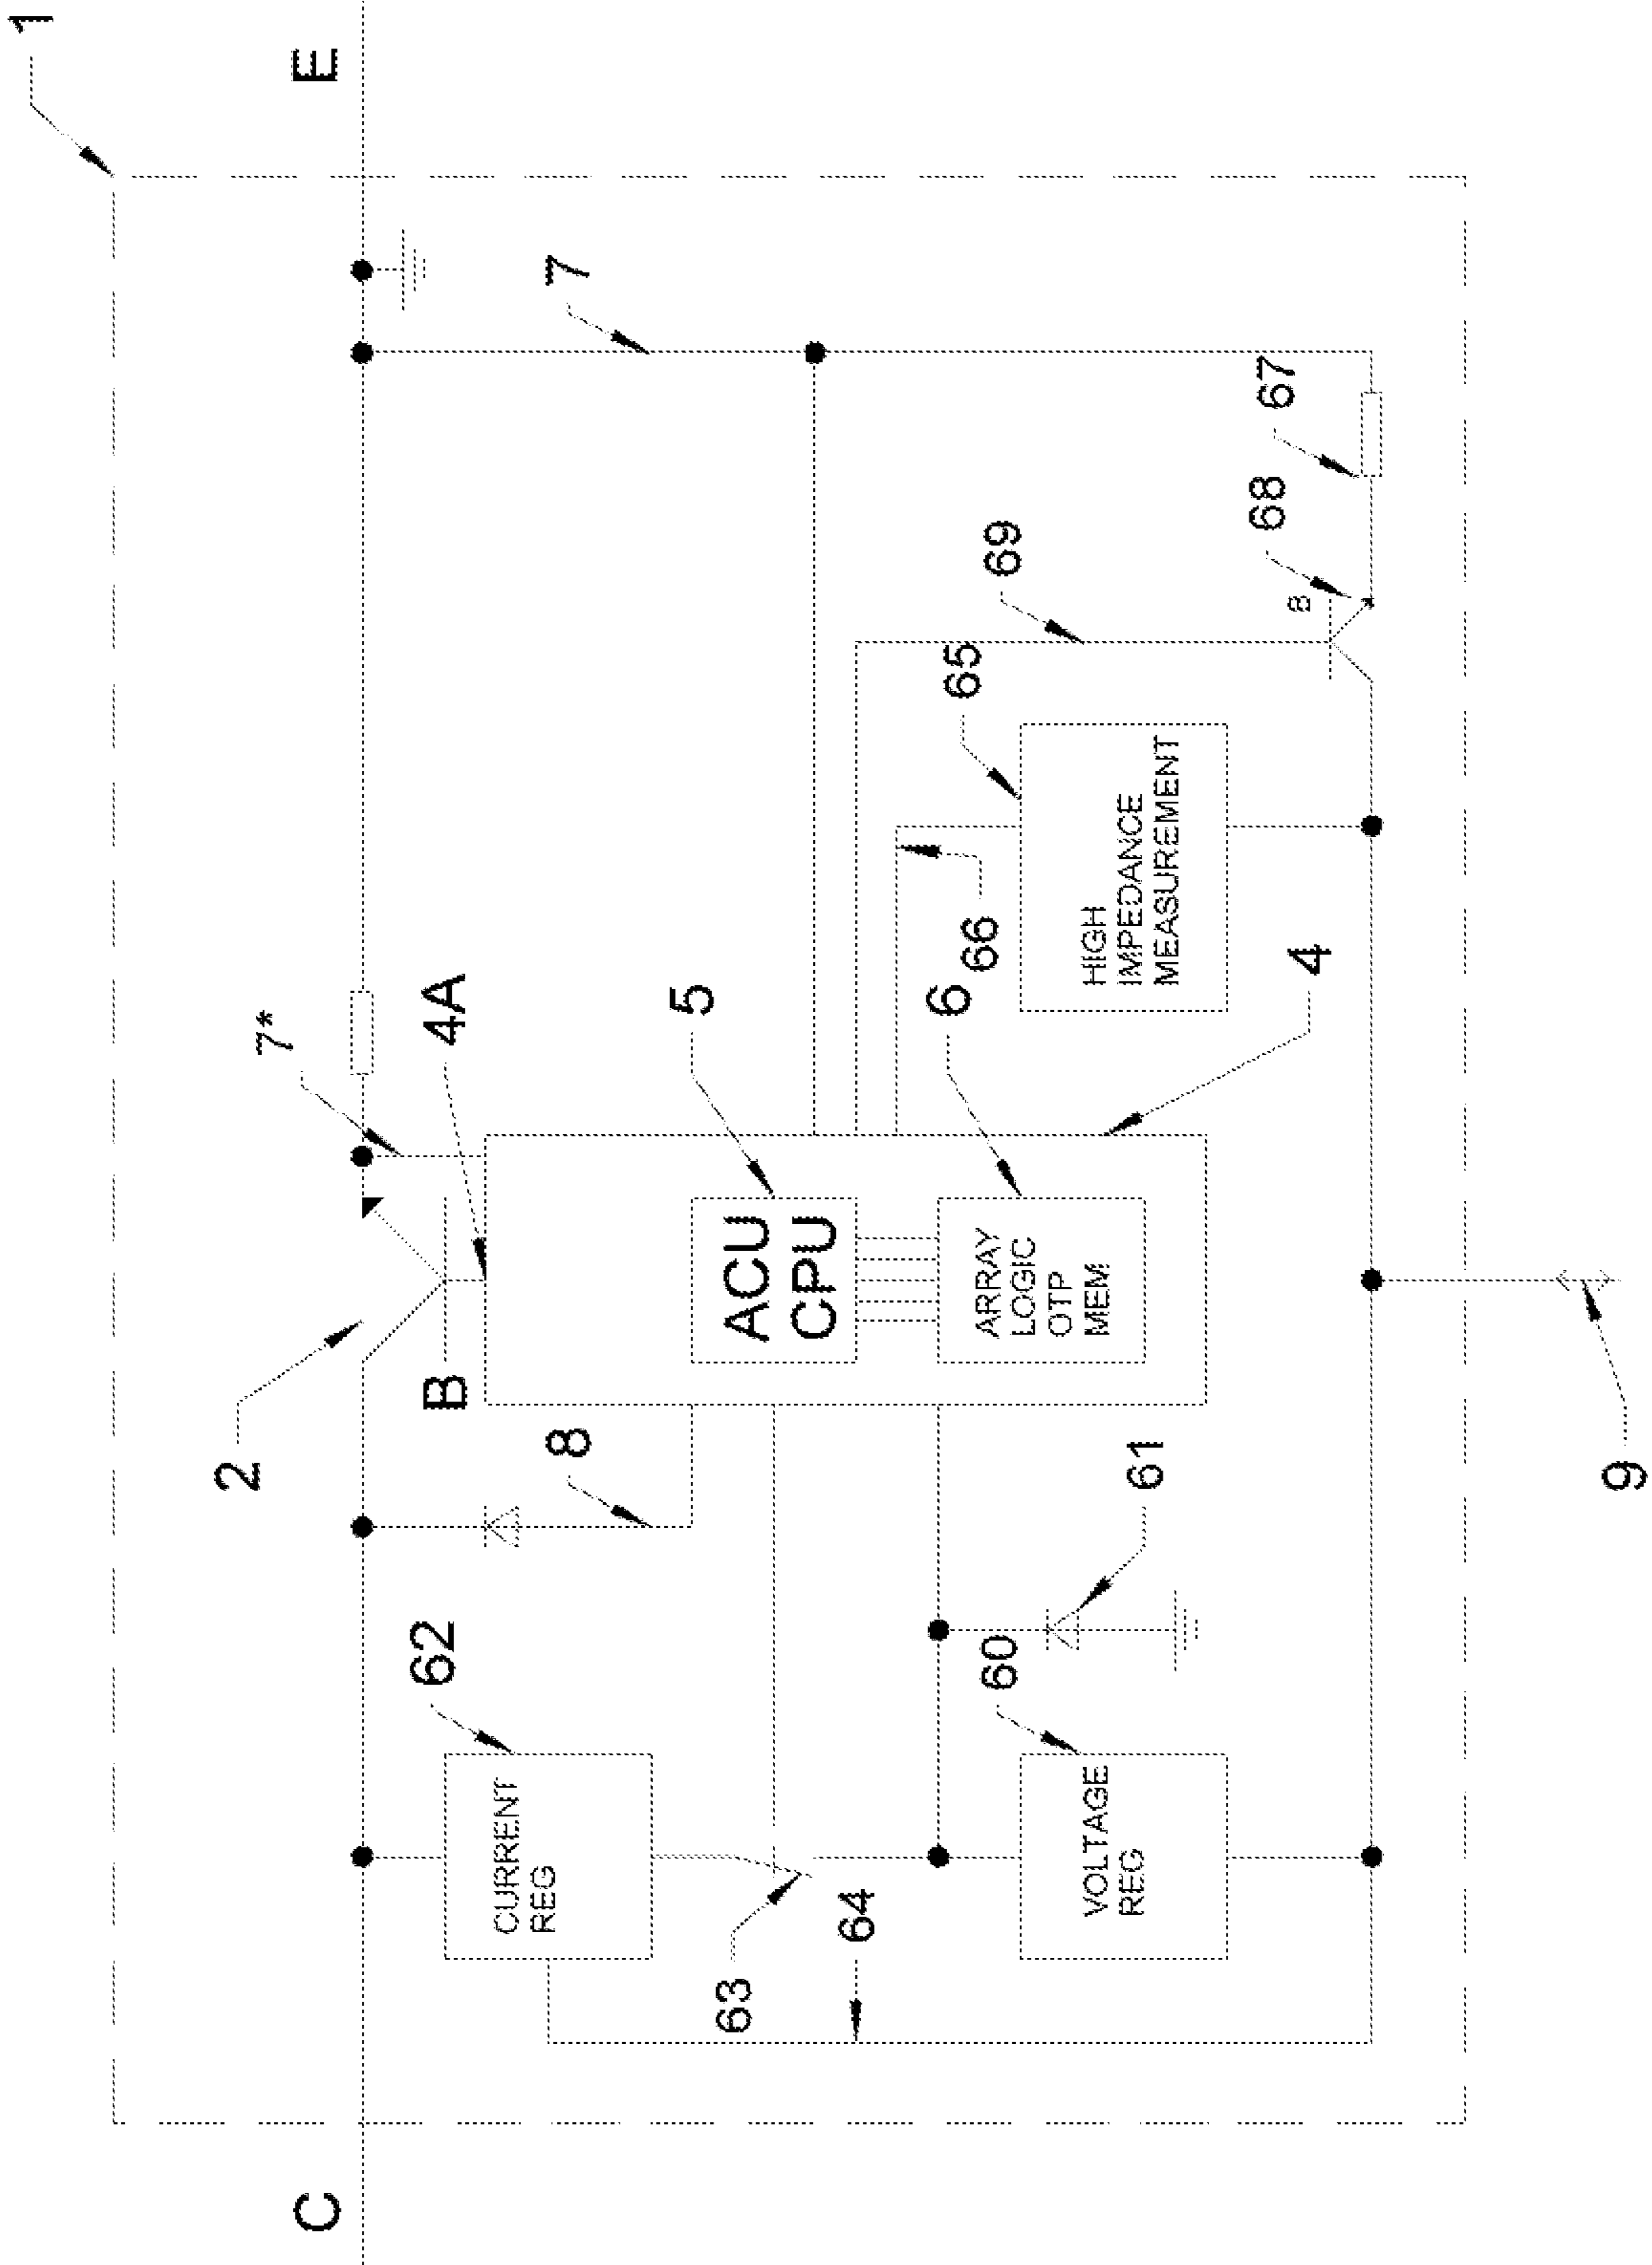 1
E
7
67
68
B
69
65
66
HIGH
IMPEDANCE
MEASUREMENT
7*
4A
5
6
4
ACU
CPU
ARRAY
LOGIC
OTP
MEM
2
B
8
61
9
62
60
CURRENT
REG
VOLTAGE
REG
63
64
C